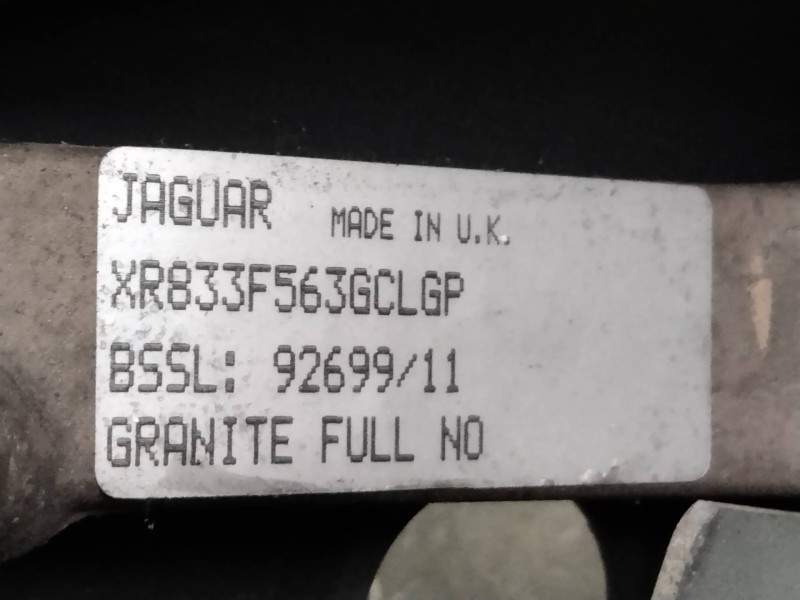 JAGUAR MADE IN U.K.
XR833F563GCLGP
BSSL: 92699/11
GRANITE FULL NO